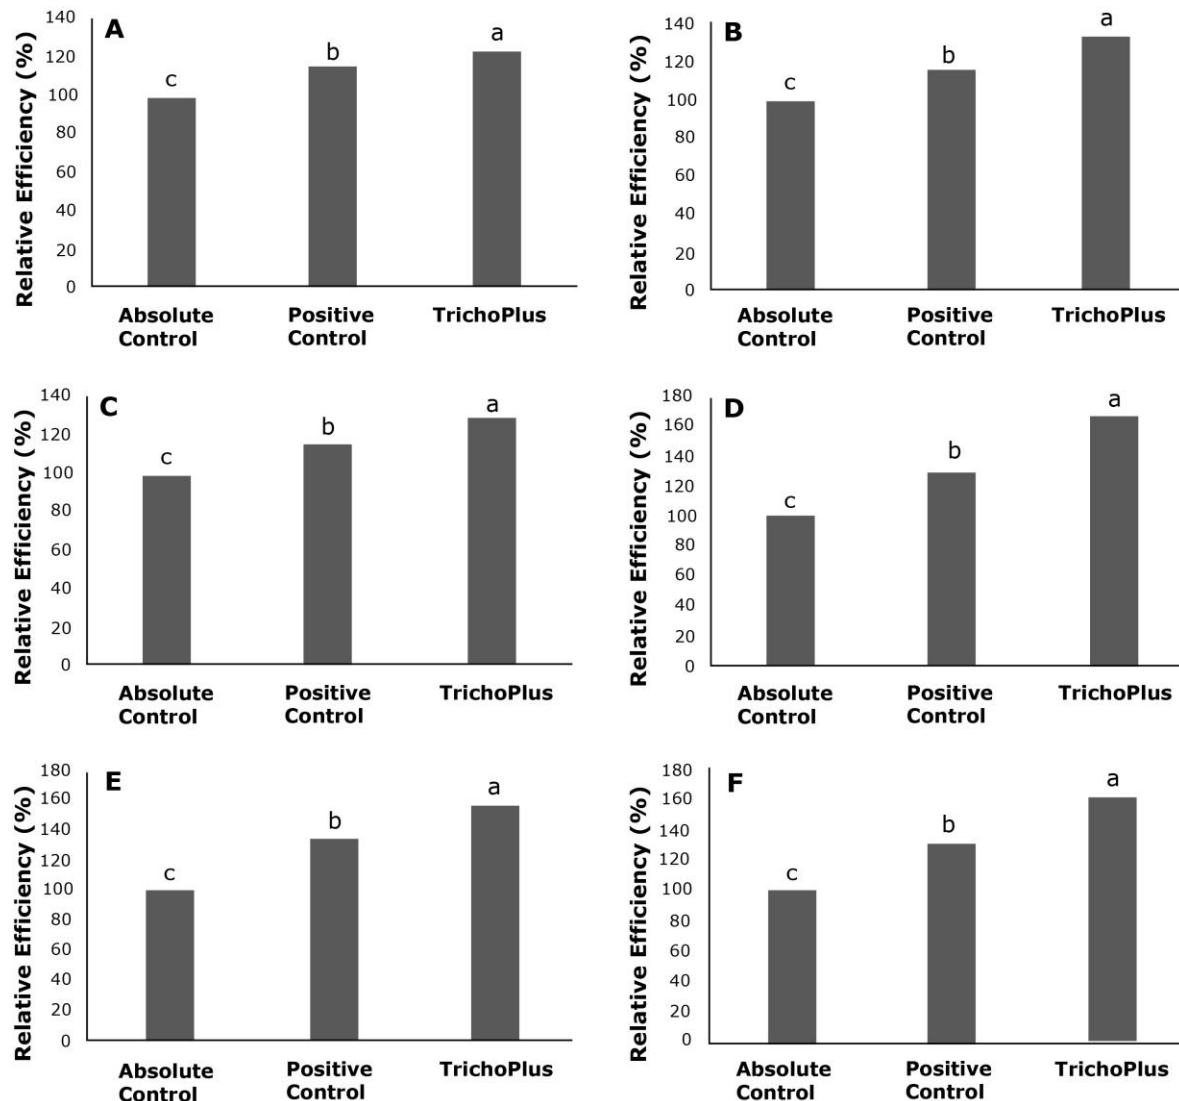 A
Relative Efficiency (%)
140
120
100
80
60
40
20
0
c
b
a
Absolute
Control
Positive
Control
TrichoPlus
B
Relative Efficiency (%)
140
120
100
80
60
40
20
0
c
b
a
Absolute
Control
Positive
Control
TrichoPlus
C
Relative Efficiency (%)
140
120
100
80
60
40
20
0
c
b
a
Absolute
Control
Positive
Control
TrichoPlus
D
Relative Efficiency (%)
180
160
140
120
100
80
60
40
20
0
c
b
a
Absolute
Control
Positive
Control
TrichoPlus
E
Relative Efficiency (%)
180
160
140
120
100
80
60
40
20
0
c
b
a
Absolute
Control
Positive
Control
TrichoPlus
F
Relative Efficiency (%)
180
160
140
120
100
80
60
40
20
0
c
b
a
Absolute
Control
Positive
Control
TrichoPlus